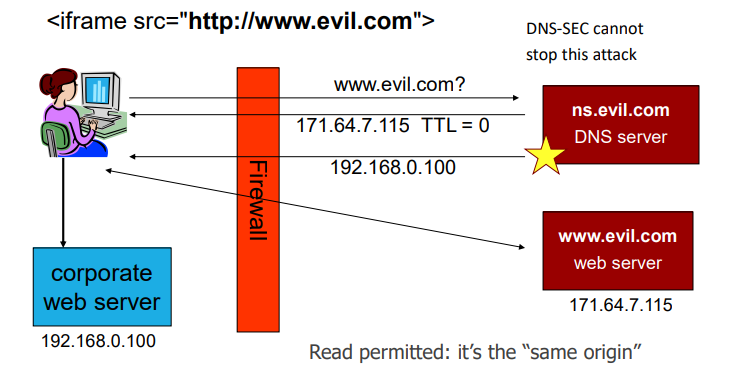 <iframe src="http://www.evil.com">
DNS-SEC cannot
stop this attack
www.evil.com?
171.64.7.115 TTL = 0
192.168.0.100
ns.evil.com
DNS server
Firewall
www.evil.com
web server
171.64.7.115
corporate
web server
192.168.0.100
Read permitted: it’s the “same origin”